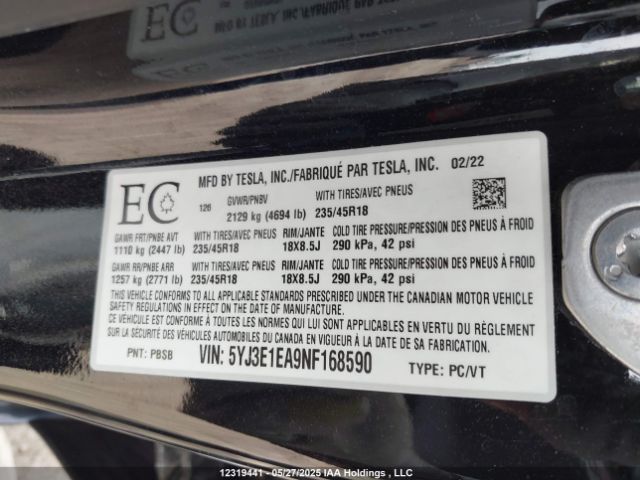 EC
MFD BY TESLA, INC./FABRIQUÉ PAR TESLA, INC. 02/22
126 GVWR/PNBV WITH TIRES/AVEC PNEUS
2129 kg (4694 lb) 235/45R18
GAWR FRT/PNBE AVT WITH TIRES/AVEC PNEUS RIM/JANTE COLD TIRE PRESSURE/PRESSION DES PNEUS À FROID
1110 kg (2447 lb) 235/45R18 18X8.5J 290 kPa, 42 psi
GAWR RR/PNBE ARR WITH TIRES/AVEC PNEUS RIM/JANTE COLD TIRE PRESSURE/PRESSION DES PNEUS À FROID
1257 kg (2771 lb) 235/45R18 18X8.5J 290 kPa, 42 psi
THIS VEHICLE CONFORMS TO ALL APPLICABLE STANDARDS PRESCRIBED UNDER THE CANADIAN MOTOR VEHICLE
SAFETY REGULATIONS IN EFFECT ON THE DATE OF MANUFACTURE.
CE VÉHICULE EST CONFORME À TOUTES LES NORMES QUI LUI SONT APPLICABLES EN VERTU DU RÈGLEMENT
SUR LA SÉCURITÉ DES VÉHICULES AUTOMOBILES DU CANADA EN VIGUEUR À LA DATE DE SA FABRICATION.
PNT: PBSB VIN: 5YJ3E1EA9NF168590 TYPE: PC/VT
12319441 - 05/27/2025 IAA Holdings , LLC